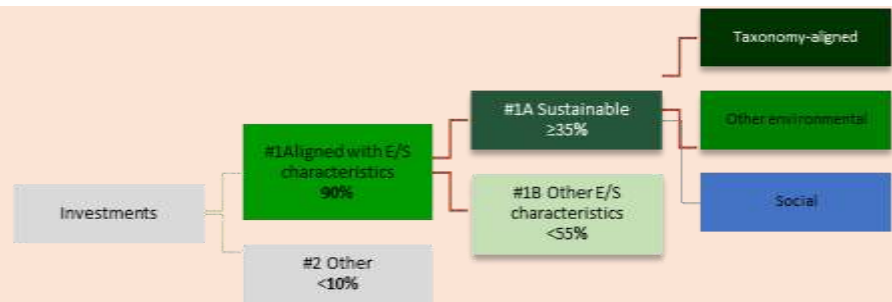 Taxonomy-aligned
#1A Sustainable
≥35%
Other environmental
#1Aligned with E/S
characteristics
90%
#1B Other E/S
characteristics
<55%
Social
Investments
#2 Other
<10%